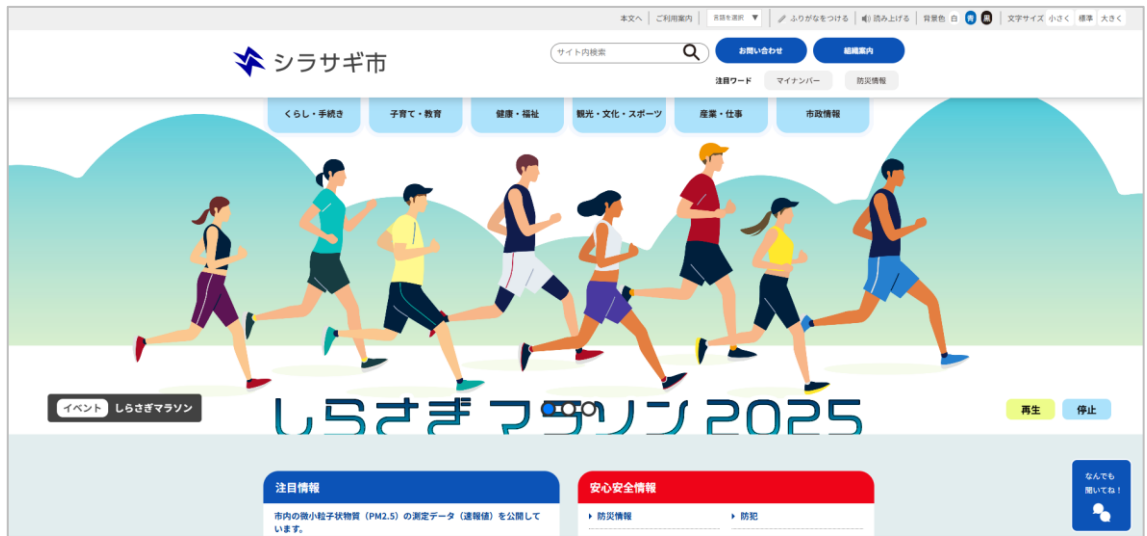 本文へ
ご利用案内
言語を選択 ▼
ふりがなをつける
読み上げる
背景色 白 青 黒
文字サイズ 小さく 標準 大きく
シラサギ市
サイト内検索
お問い合わせ
組織案内
注目ワード
マイナンバー
防災情報
くらし・手続き
子育て・教育
健康・福祉
観光・文化・スポーツ
産業・仕事
市政情報
イベント しらさぎマラソン
しらさぎマラソン 2025
再生
停止
なんでも
聞いてね！
注目情報
市内の微小粒子状物質（PM2.5）の測定データ（速報値）を公開して
います。
安心安全情報
防災情報
防犯